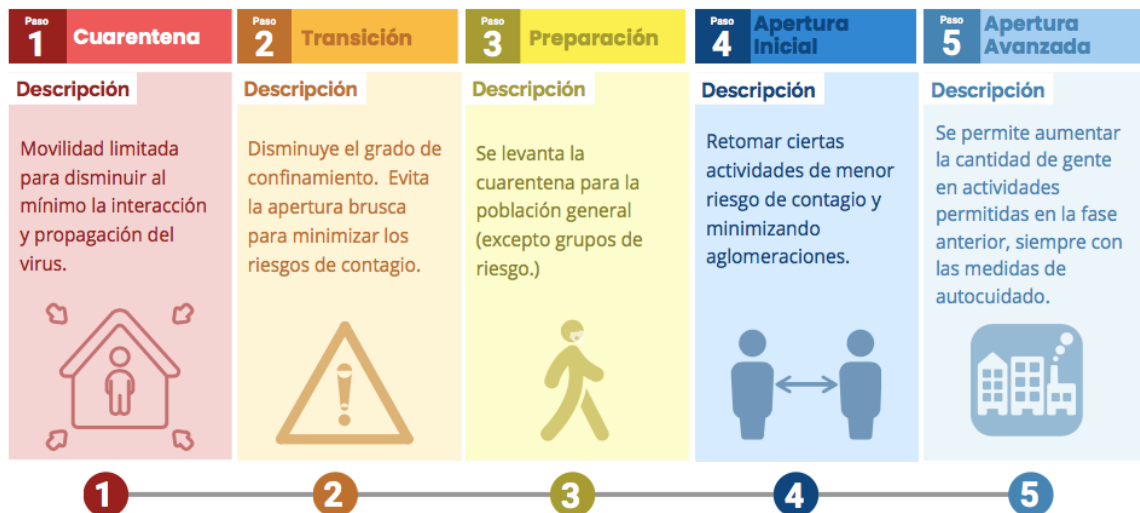 Paso
1
Cuarentena
Descripción
Movilidad limitada
para disminuir al
mínimo la interacción
y propagación del
virus.
Paso
2
Transición
Descripción
Disminuye el grado de
confinamiento. Evita
la apertura brusca
para minimizar los
riesgos de contagio.
Paso
3
Preparación
Descripción
Se levanta la
cuarentena para la
población general
(excepto grupos de
riesgo.)
Paso
4
Apertura
Inicial
Descripción
Retomar ciertas
actividades de menor
riesgo de contagio y
minimizando
aglomeraciones.
Paso
5
Apertura
Avanzada
Descripción
Se permite aumentar
la cantidad de gente
en actividades
permitidas en la fase
anterior, siempre con
las medidas de
autocuidado.
1
2
3
4
5